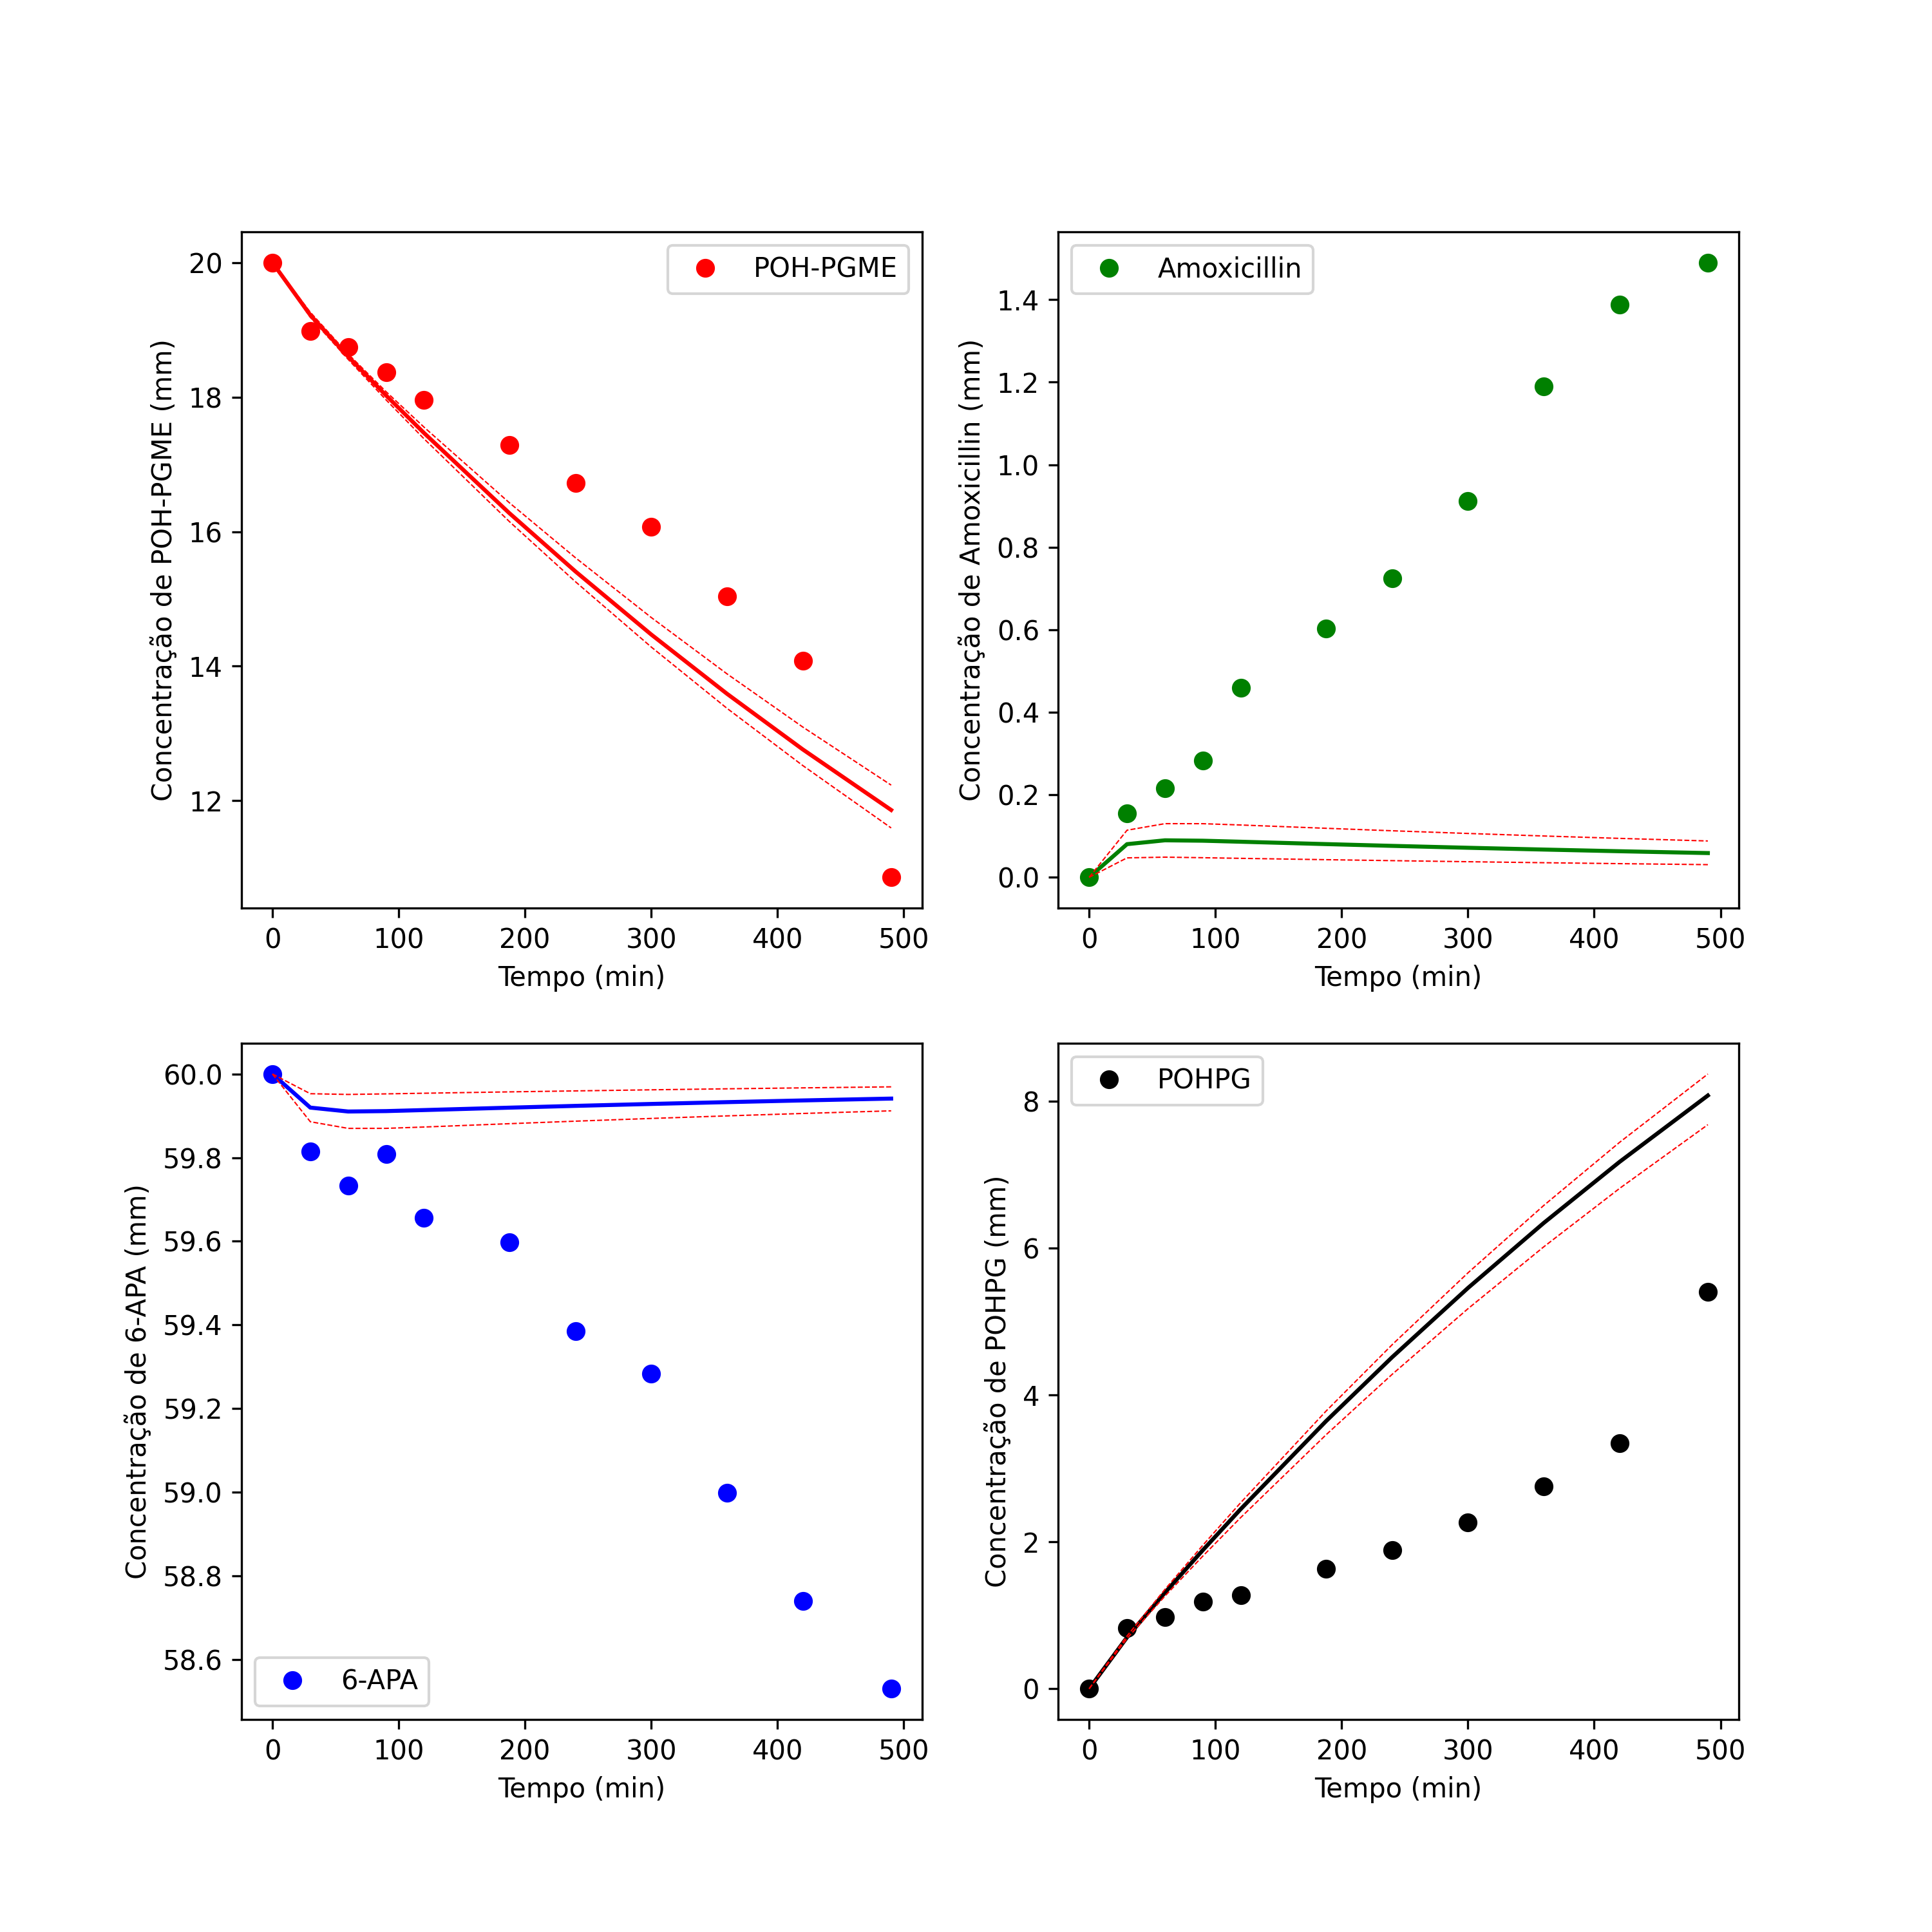 POH-PGME
Concentração de POH-PGME (mm)
20
18
16
14
12
0 100 200 300 400 500
Tempo (min)
Amoxicillin
Concentração de Amoxicillin (mm)
1.4
1.2
1.0
0.8
0.6
0.4
0.2
0.0
0 100 200 300 400 500
Tempo (min)
Concentração de 6-APA (mm)
60.0
59.8
59.6
59.4
59.2
59.0
58.8
58.6
6-APA
0 100 200 300 400 500
Tempo (min)
POHPG
Concentração de POHPG (mm)
8
6
4
2
0
0 100 200 300 400 500
Tempo (min)